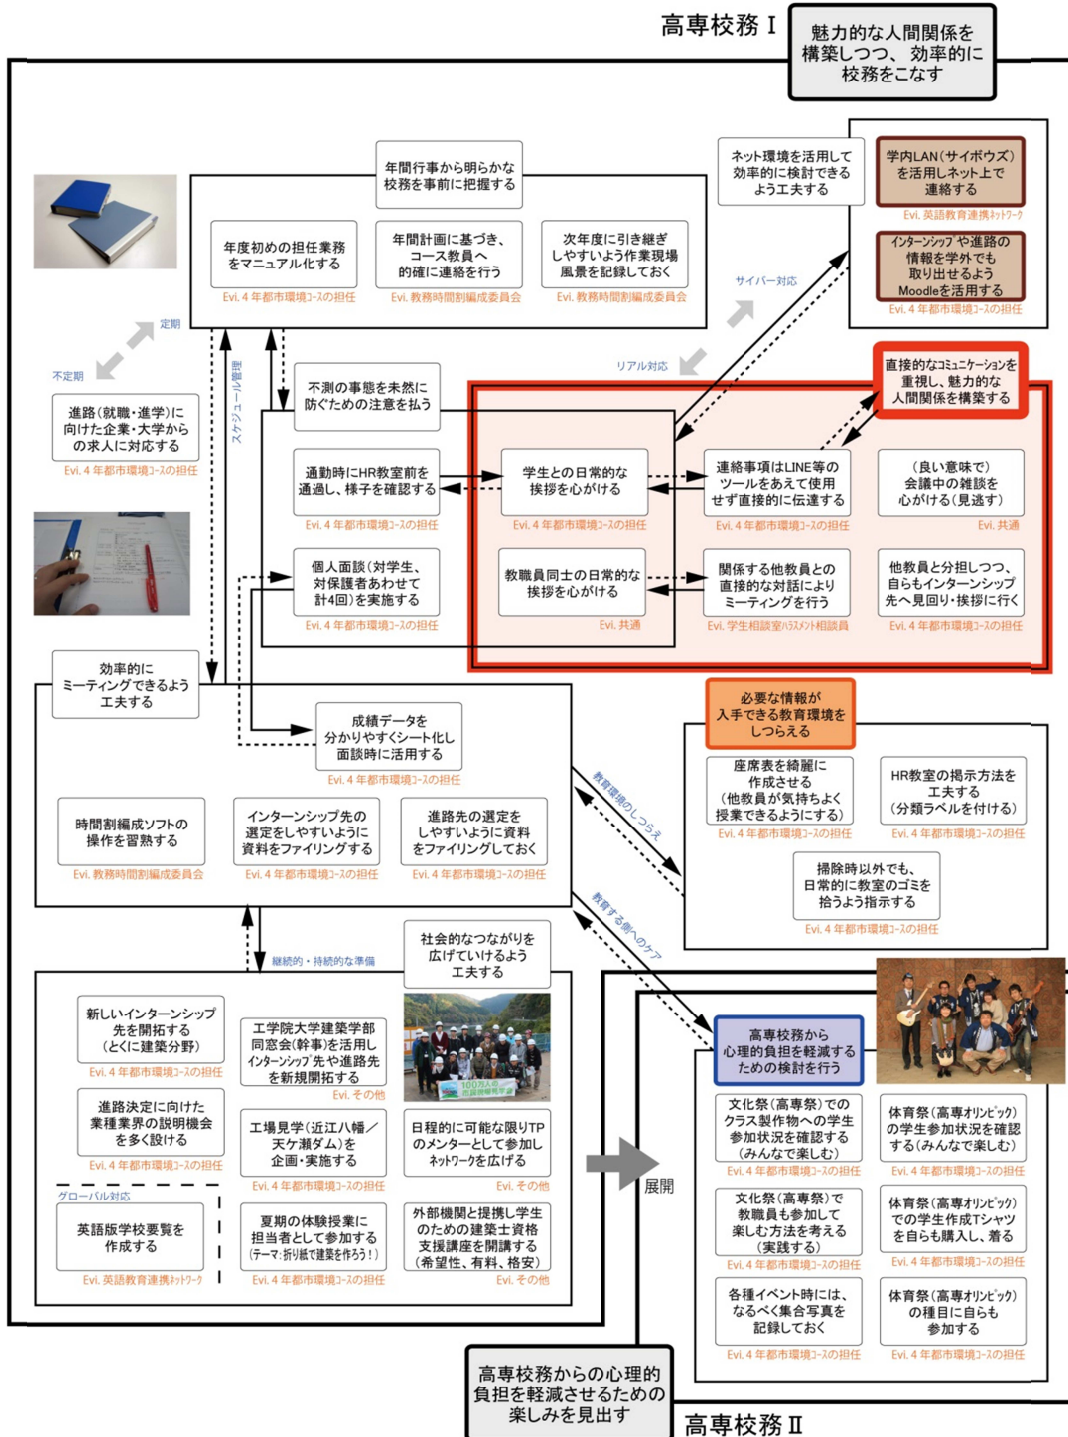 高専校務 I
魅力的な人間関係を
構築しつつ、 効率的に
校務をこなす
年間行事から明らかな
校務を事前に把握する
年度初めの担任業務
をマニュアル化する
Evi. 4 年都市環境コースの担任
年間計画に基づき、
コース教員へ
的確に連絡を行う
Evi. 教務時間割編成委員会
次年度に引き継ぎ
しやすいよう作業現場
風景を記録しておく
Evi. 教務時間割編成委員会
ネット環境を活用して
効率的に検討できる
よう工夫する
学内LAN(サイボウズ)
を活用しネット上で
連絡する
Evi. 英語教育連携ネットワーク
インターンシップや進路の
情報を学外でも
取り出せるよう
Moodleを活用する
Evi. 4 年都市環境コースの担任
サイバー対応
リアル対応
定期
不定期
スケジュール管理
進路(就職・進学)に
向けた企業・大学から
の求人に対応する
Evi. 4 年都市環境コースの担任
不測の事態を未然に
防ぐための注意を払う
直接的なコミュニケーションを
重視し、魅力的な
人間関係を構築する
通勤時にHR教室前を
通過し、様子を確認する
Evi. 4 年都市環境コースの担任
学生との日常的な
挨拶を心がける
Evi. 4 年都市環境コースの担任
連絡事項はLINE等の
ツールをあえて使用
せず直接的に伝達する
Evi. 4 年都市環境コースの担任
(良い意味で)
会議中の雑談を
心がける(見逃す)
Evi. 共通
個人面談(対学生、
対保護者あわせて
計4回)を実施する
Evi. 4 年都市環境コースの担任
教職員同士の日常的な
挨拶を心がける
Evi. 共通
関係する他教員との
直接的な対話により
ミーティングを行う
Evi. 学生相談室ハラスメント相談員
他教員と分担しつつ、
自らもインターンシップ
先へ見回り・挨拶に行く
Evi. 4 年都市環境コースの担任
効率的に
ミーティングできるよう
工夫する
成績データを
分かりやすくシート化し
面談時に活用する
Evi. 4 年都市環境コースの担任
時間割編成ソフトの
操作を習熟する
Evi. 教務時間割編成委員会
インターンシップ先の
選定をしやすいように
資料をファイリングする
Evi. 4 年都市環境コースの担任
進路先の選定を
しやすいように資料
をファイリングしておく
Evi. 4 年都市環境コースの担任
教育環境のしつらえ
教育する側へのケア
必要な情報が
入手できる教育環境を
しつらえる
座席表を綺麗に
作成させる
(他教員が気持ちよく
授業できるようにする)
Evi. 4 年都市環境コースの担任
HR教室の掲示方法を
工夫する
(分類ラベルを付ける)
Evi. 4 年都市環境コースの担任
掃除時以外でも、
日常的に教室のゴミを
拾うよう指示する
Evi. 4 年都市環境コースの担任
継続的・持続的な準備
社会的なつながりを
広げていけるよう
工夫する
新しいインターンシップ
先を開拓する
(とくに建築分野)
Evi. 4 年都市環境コースの担任
工学院大学建築学部
同窓会(幹事)を活用し
インターンシップ先や進路先
を新規開拓する
Evi. その他
100万人の
市民現場見学会
進路決定に向けた
業種業界の説明機会
を多く設ける
Evi. 4 年都市環境コースの担任
工場見学(近江八幡／
天ケ瀬ダム)を
企画・実施する
Evi. 4 年都市環境コースの担任
日程的に可能な限りTP
のメンターとして参加し
ネットワークを広げる
Evi. その他
グローバル対応
英語版学校要覧を
作成する
Evi. 英語教育連携ネットワーク
夏期の体験授業に
担当者として参加する
(テーマ：折り紙で建築を作ろう！)
Evi. 4 年都市環境コースの担任
外部機関と提携し学生
のための建築士資格
支援講座を開講する
(希望性、有料、格安)
Evi. その他
展開
高専校務から
心理的負担を軽減する
ための検討を行う
文化祭(高専祭)での
クラス製作物への学生
参加状況を確認する
(みんなで楽しむ)
Evi. 4 年都市環境コースの担任
体育祭(高専オリンピック)
の学生参加状況を確認
する(みんなで楽しむ)
Evi. 4 年都市環境コースの担任
文化祭(高専祭)で
教職員も参加して
楽しむ方法を考える
(実践する)
Evi. 4 年都市環境コースの担任
体育祭(高専オリンピック)
での学生作成Tシャツ
を自らも購入し、着る
Evi. 4 年都市環境コースの担任
各種イベント時には、
なるべく集合写真を
記録しておく
Evi. 4 年都市環境コースの担任
体育祭(高専オリンピック)
の種目に自らも
参加する
Evi. 4 年都市環境コースの担任
高専校務からの心理的
負担を軽減させるための
楽しみを見出す
高専校務 II